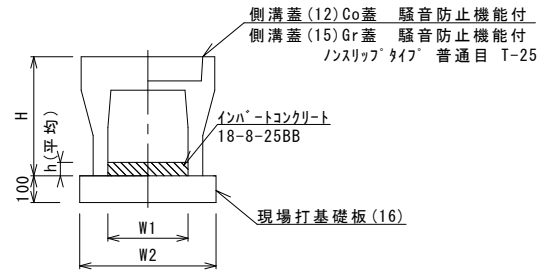 側溝蓋(12)Co蓋　騒音防止機能付
側溝蓋(15)Gr蓋　騒音防止機能付
ﾉﾝｽﾘｯﾌﾟﾀｲﾌﾟ 普通目 T-25
H
h(平均)
100
ｲﾝﾊﾞｰﾄｺﾝｸﾘｰﾄ
18-8-25BB
現場打基礎板(16)
W1
W2